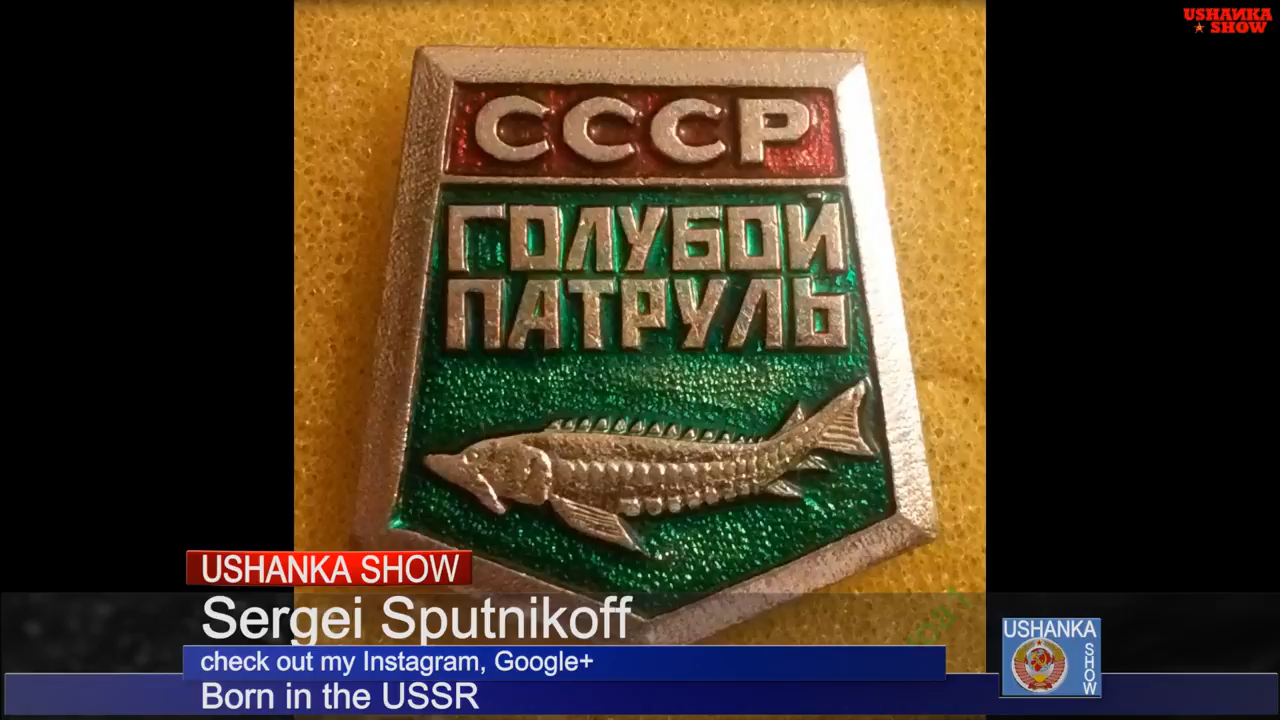 USHANKA
SHOW
СССР
ГОЛУБОЙ
ПАТРУЛЬ
USHANKA SHOW
Sergei Sputnikoff
check out my Instagram, Google+
Born in the USSR
USHANKA
SHOW